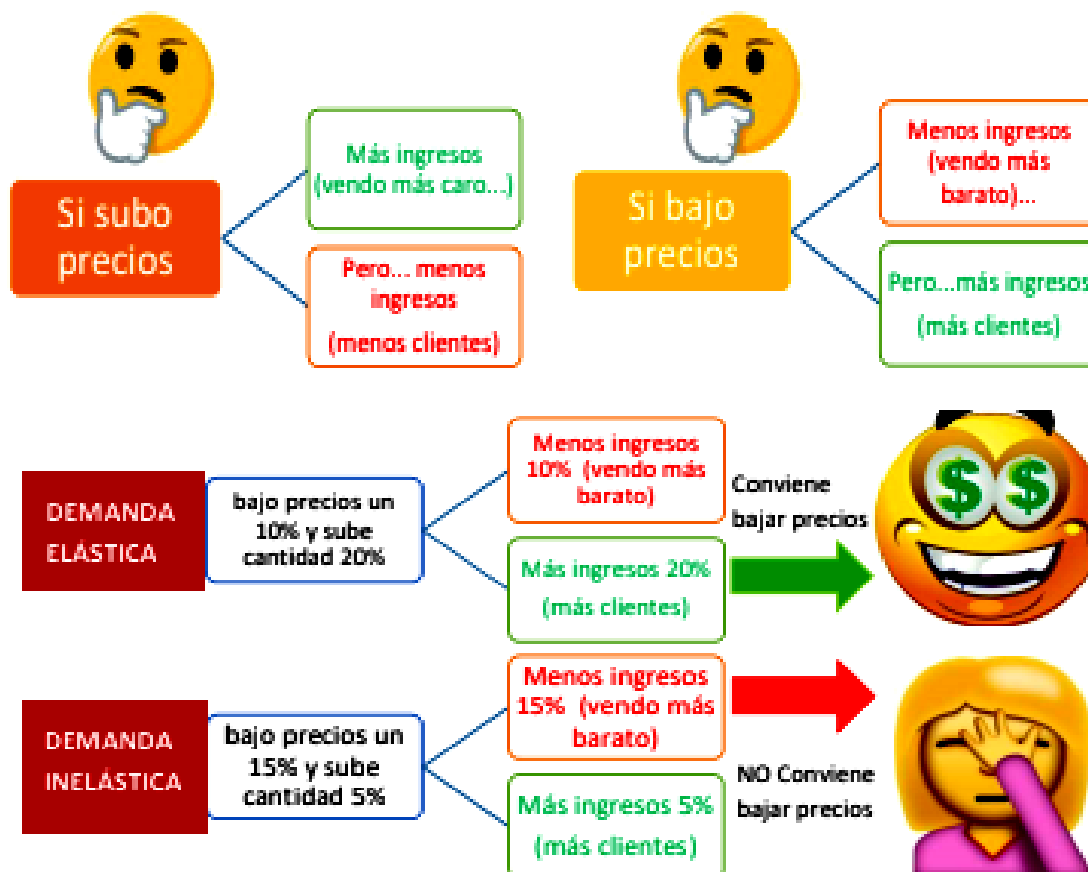 Si subo
precios
Más ingresos
(vendo más caro...)
Pero... menos
ingresos
(menos clientes)
Si bajo
precios
Menos ingresos
(vendo más
barato)...
Pero...más ingresos
(más clientes)
DEMANDA
ELÁSTICA
bajo precios un
10% y sube
cantidad 20%
Menos ingresos
10% (vendo más
barato)
Más ingresos 20%
(más clientes)
Conviene
bajar precios
$ $
DEMANDA
INELÁSTICA
bajo precios un
15% y sube
cantidad 5%
Menos ingresos
15% (vendo más
barato)
Más ingresos 5%
(más clientes)
NO Conviene
bajar precios